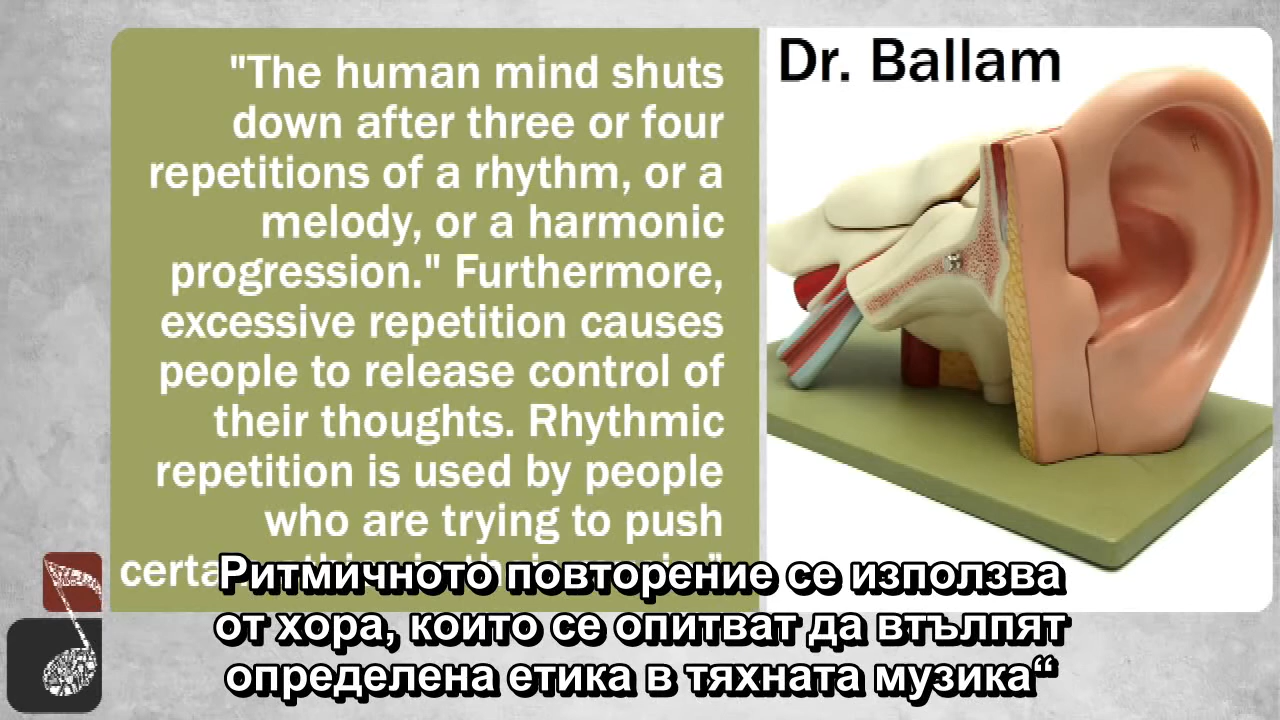 "The human mind shuts
down after three or four
repetitions of a rhythm, or a
melody, or a harmonic
progression." Furthermore,
excessive repetition causes
people to release control of
their thoughts. Rhythmic
repetition is used by people
who are trying to push
Dr. Ballam
Ритмичното повторение се използва
от хора, които се опитват да втълпят
определена етика в тяхната музика“